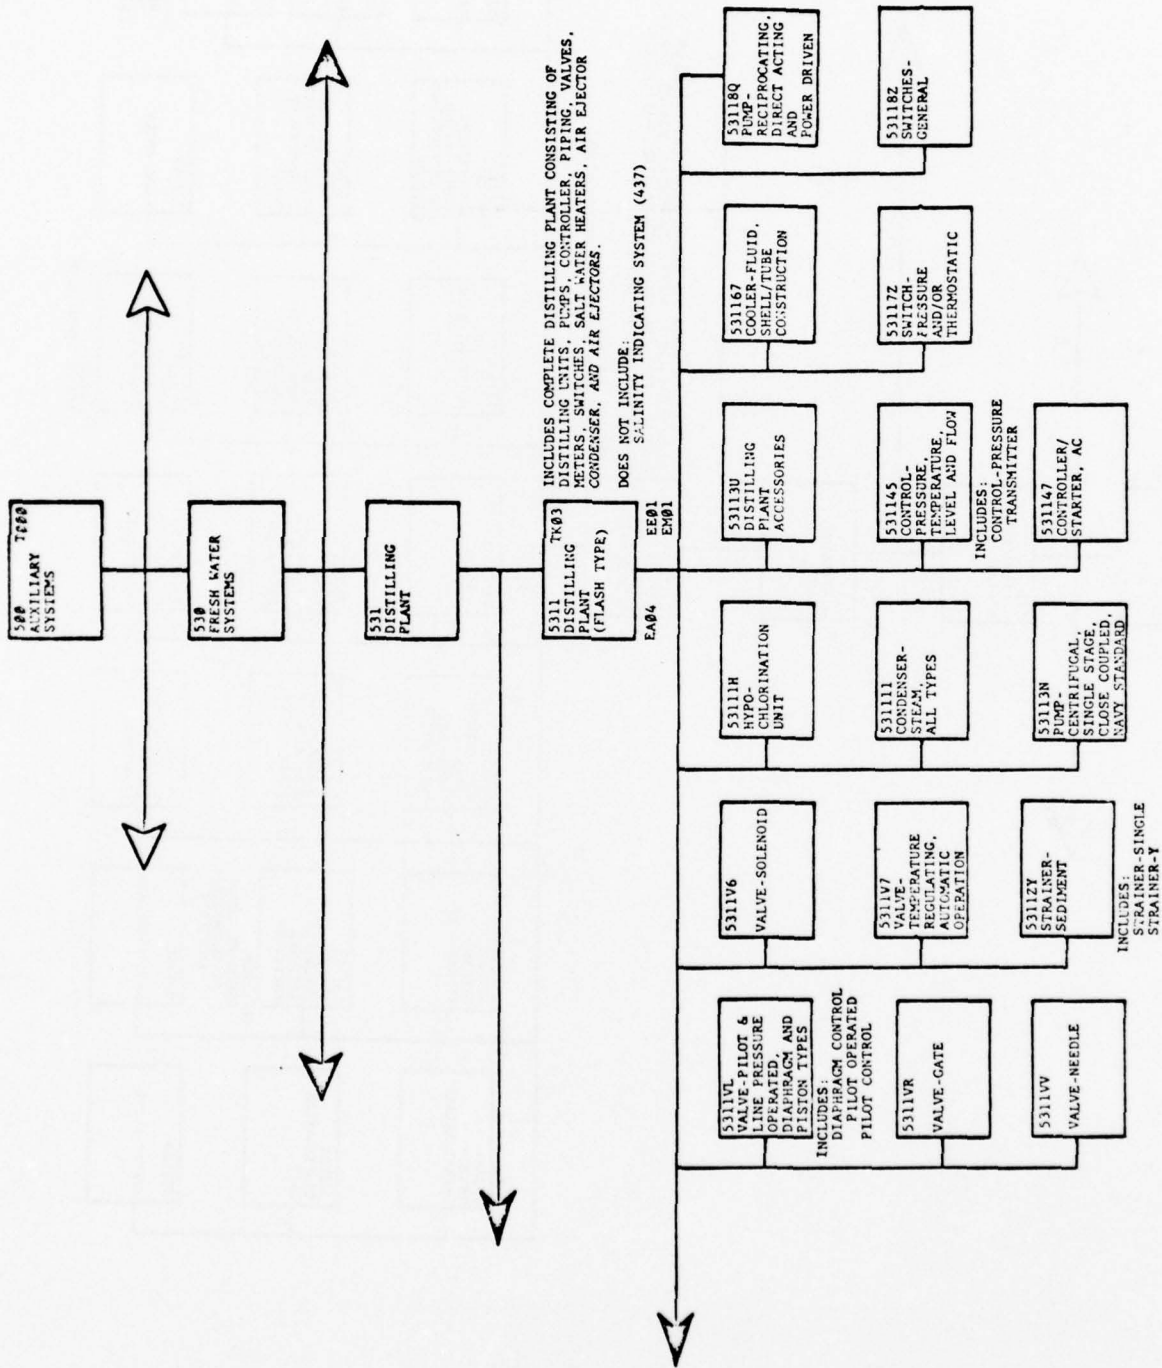 500 TC00
AUXILIARY
SYSTEMS
530
FRESH WATER
SYSTEMS
531
DISTILLING
PLANT
5311 TK03
DISTILLING
PLANT
(FLASH TYPE)
EA04
EE01
EM01
INCLUDES COMPLETE DISTILLING PLANT CONSISTING OF
DISTILLING UNITS, PUMPS, CONTROLLER, PIPING, VALVES,
METERS, SWITCHES, SALT WATER HEATERS, AIR EJECTOR
CONDENSER, AND AIR EJECTORS.
DOES NOT INCLUDE:
SALINITY INDICATING SYSTEM (437)
5311VL
VALVE-PILOT &
LINE PRESSURE
OPERATED,
DIAPHRAGM AND
PISTON TYPES
INCLUDES:
DIAPHRAGM CONTROL
PILOT OPERATED
PILOT CONTROL
5311VR
VALVE-GATE
5311VV
VALVE-NEEDLE
5311V6
VALVE-SOLENOID
5311V7
VALVE-
TEMPERATURE
REGULATING,
AUTOMATIC
OPERATION
5311ZY
STRAINER-
SEDIMENT
INCLUDES:
STRAINER-SINGLE
STRAINER-Y
53111H
HYPO-
CHLORINATION
UNIT
531111
CONDENSER-
STEAM,
ALL TYPES
53113N
PUMP-
CENTRIFUGAL,
SINGLE STAGE,
CLOSE COUPLED,
NAVY STANDARD
53113U
DISTILLING
PLANT
ACCESSORIES
531145
CONTROL-
PRESSURE,
TEMPERATURE,
LEVEL AND FLOW
INCLUDES:
CONTROL-PRESSURE
TRANSMITTER
531147
CONTROLLER/
STARTER, AC
531167
COOLER-FLUID,
SHELL/TUBE
CONSTRUCTION
53117Z
SWITCH-
PRESSURE
AND/OR
THERMOSTATIC
53118Q
PUMP-
RECIPROCATING,
DIRECT ACTING
AND
POWER DRIVEN
53118Z
SWITCHES-
GENERAL